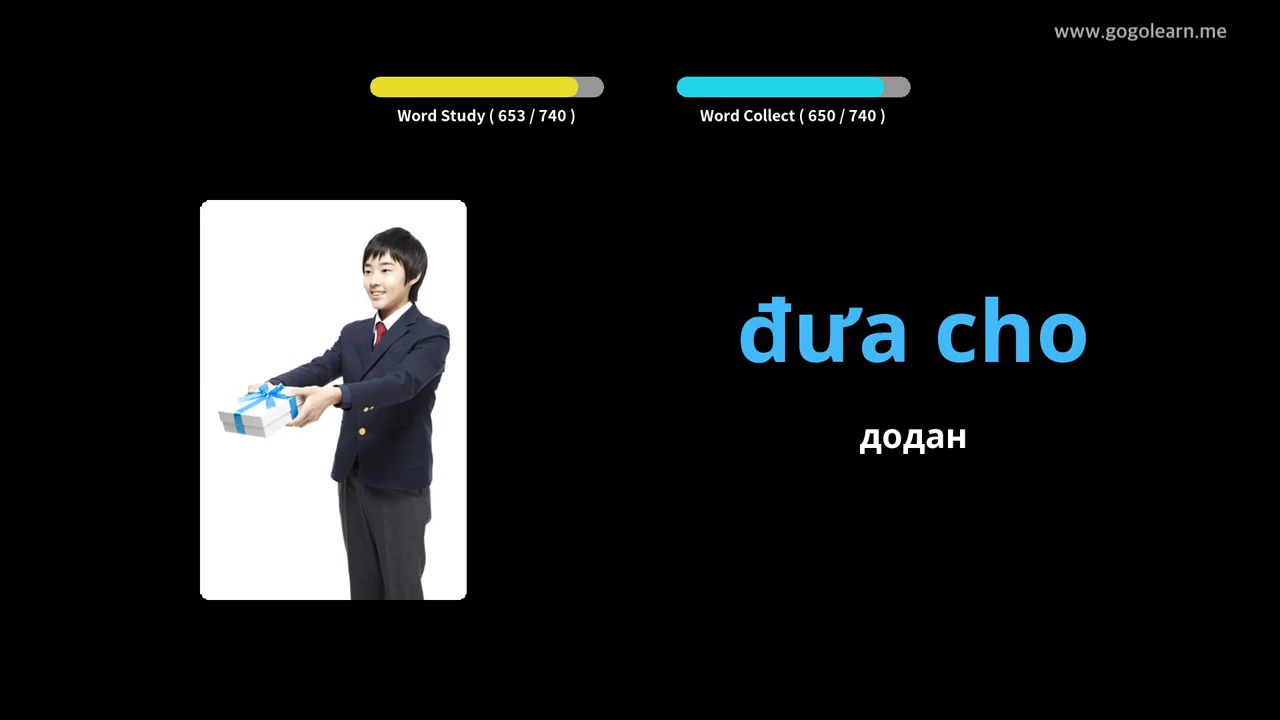 www.gogolearn.me
Word Study ( 653 / 740 )
Word Collect ( 650 / 740 )
đưa cho
додан